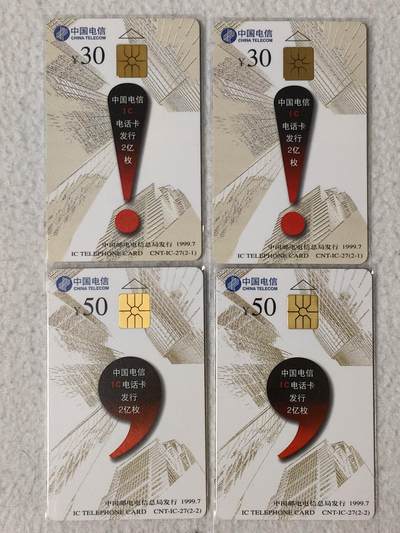 中国电信
CHINA TELECOM
¥30
中国电信
IC
电话卡
发行
2亿
枚
中国邮电电信总局发行 1999.7
IC TELEPHONE CARD CNT-IC-27(2-1)
中国电信
CHINA TELECOM
¥30
中国电信
IC
电话卡
发行
2亿
枚
中国邮电电信总局发行 1999.7
IC TELEPHONE CARD CNT-IC-27(2-1)
中国电信
CHINA TELECOM
¥50
中国电信
IC电话卡
发行
2亿枚
中国邮电电信总局发行 1999.7
IC TELEPHONE CARD CNT-IC-27(2-2)
中国电信
CHINA TELECOM
¥50
中国电信
IC电话卡
发行
2亿枚
中国邮电电信总局发行 1999.7
IC TELEPHONE CARD CNT-IC-27(2-2)